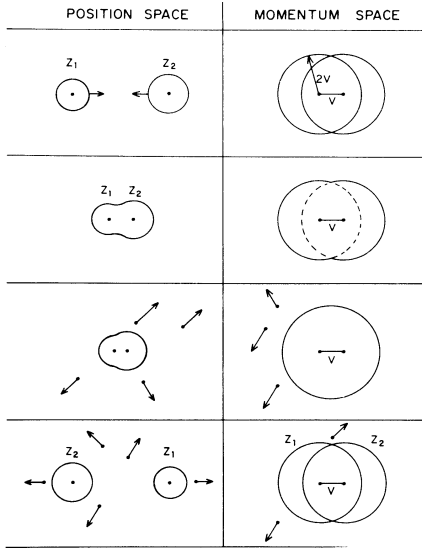 POSITION SPACE
MOMENTUM SPACE
Z1
Z2
2V
V
Z1 Z2
V
V
Z2
Z1
Z1
Z2
V